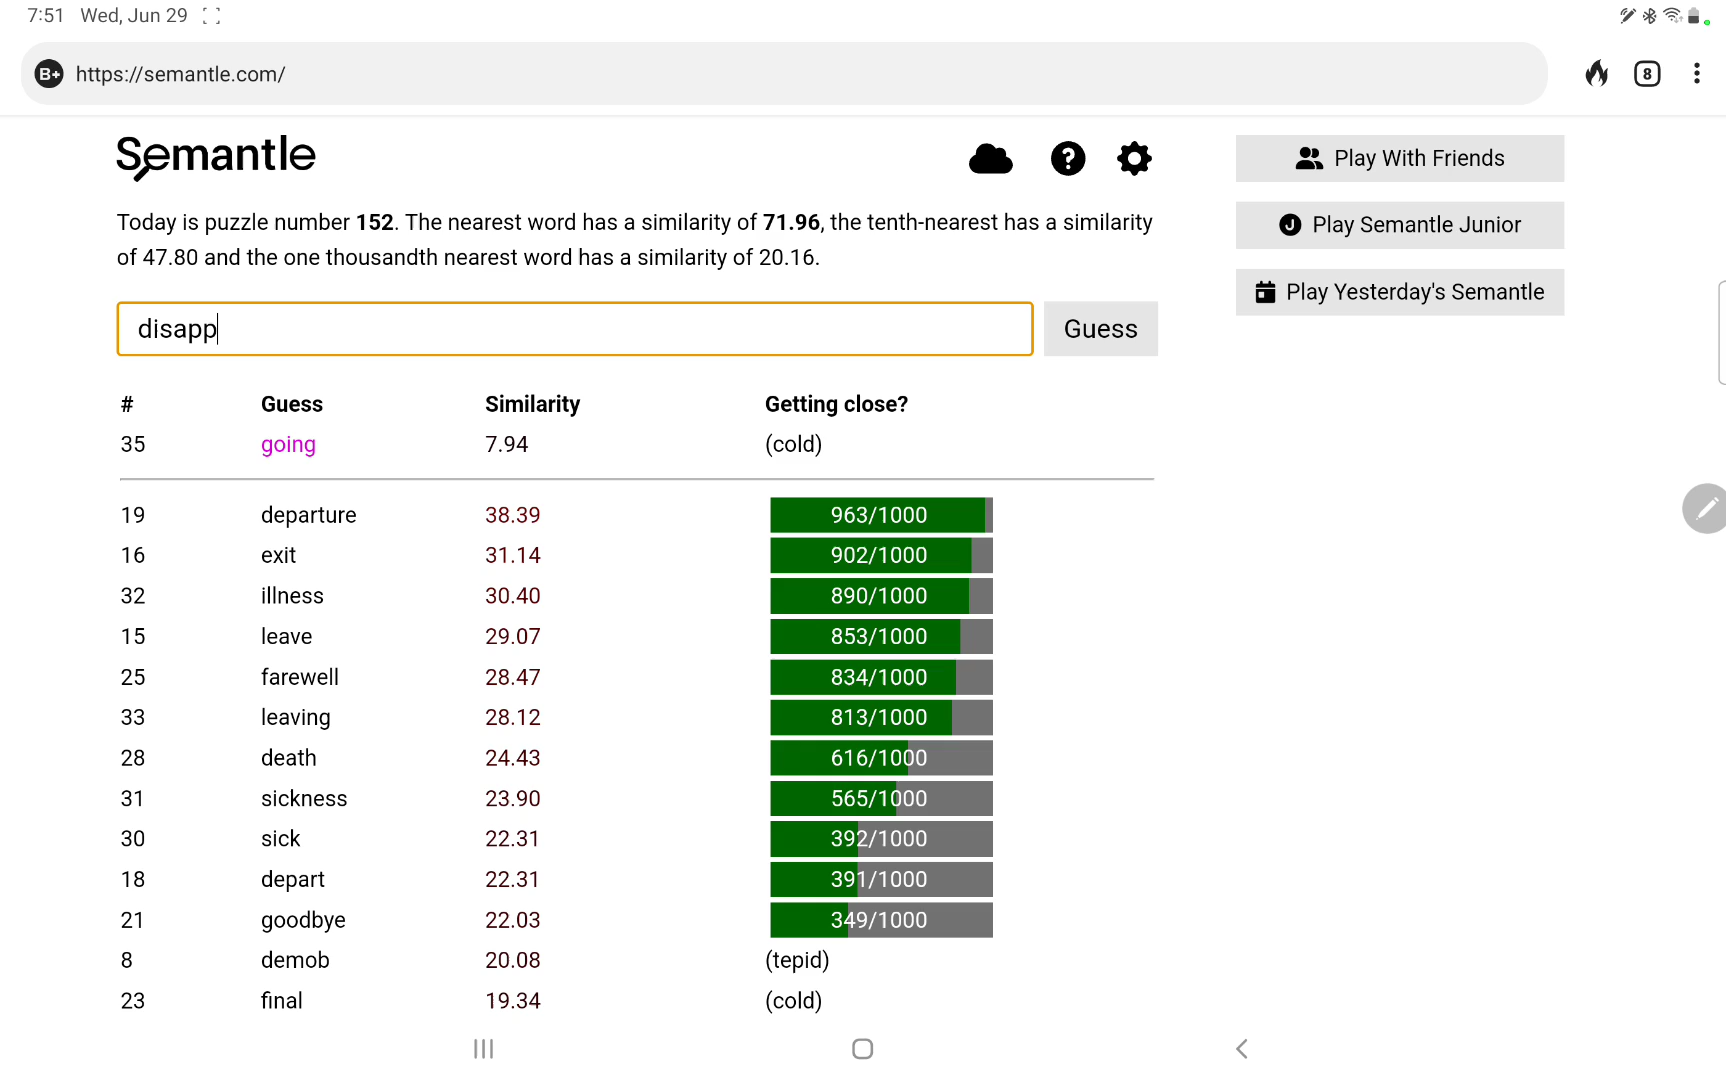 7:51 Wed, Jun 29
B+ https://semantle.com/
8
Semantle
?
Play With Friends
Today is puzzle number 152. The nearest word has a similarity of 71.96, the tenth-nearest has a similarity
of 47.80 and the one thousandth nearest word has a similarity of 20.16.
J Play Semantle Junior
Play Yesterday's Semantle
disapp
Guess
# Guess Similarity Getting close?
35 going 7.94 (cold)
19 departure 38.39 963/1000
16 exit 31.14 902/1000
32 illness 30.40 890/1000
15 leave 29.07 853/1000
25 farewell 28.47 834/1000
33 leaving 28.12 813/1000
28 death 24.43 616/1000
31 sickness 23.90 565/1000
30 sick 22.31 392/1000
18 depart 22.31 391/1000
21 goodbye 22.03 349/1000
8 demob 20.08 (tepid)
23 final 19.34 (cold)